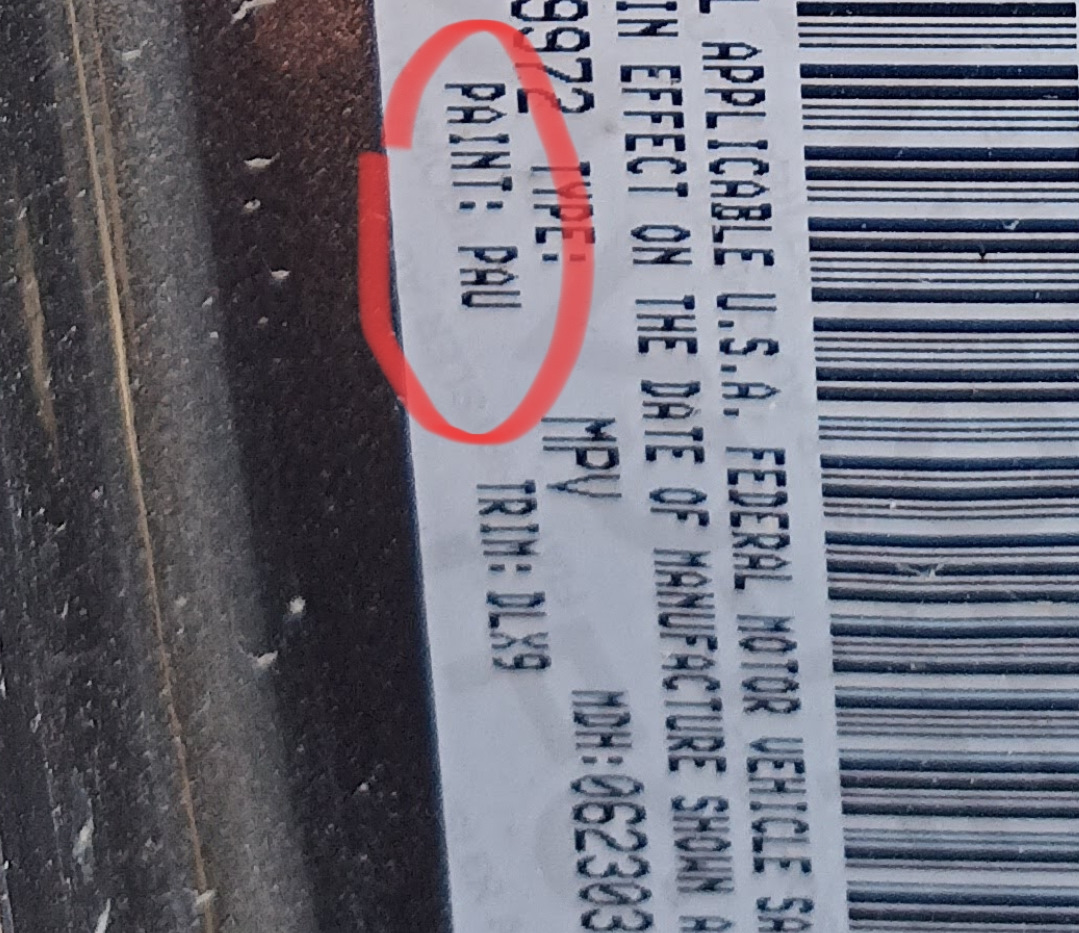 L APPLICABLE U.S.A. FEDERAL MOTOR VEHICLE SA
IN EFFECT ON THE DATE OF MANUFACTURE SHOWN A
TYPE: MPV MDH:062303
PAINT: PAU TRIM: DLX9